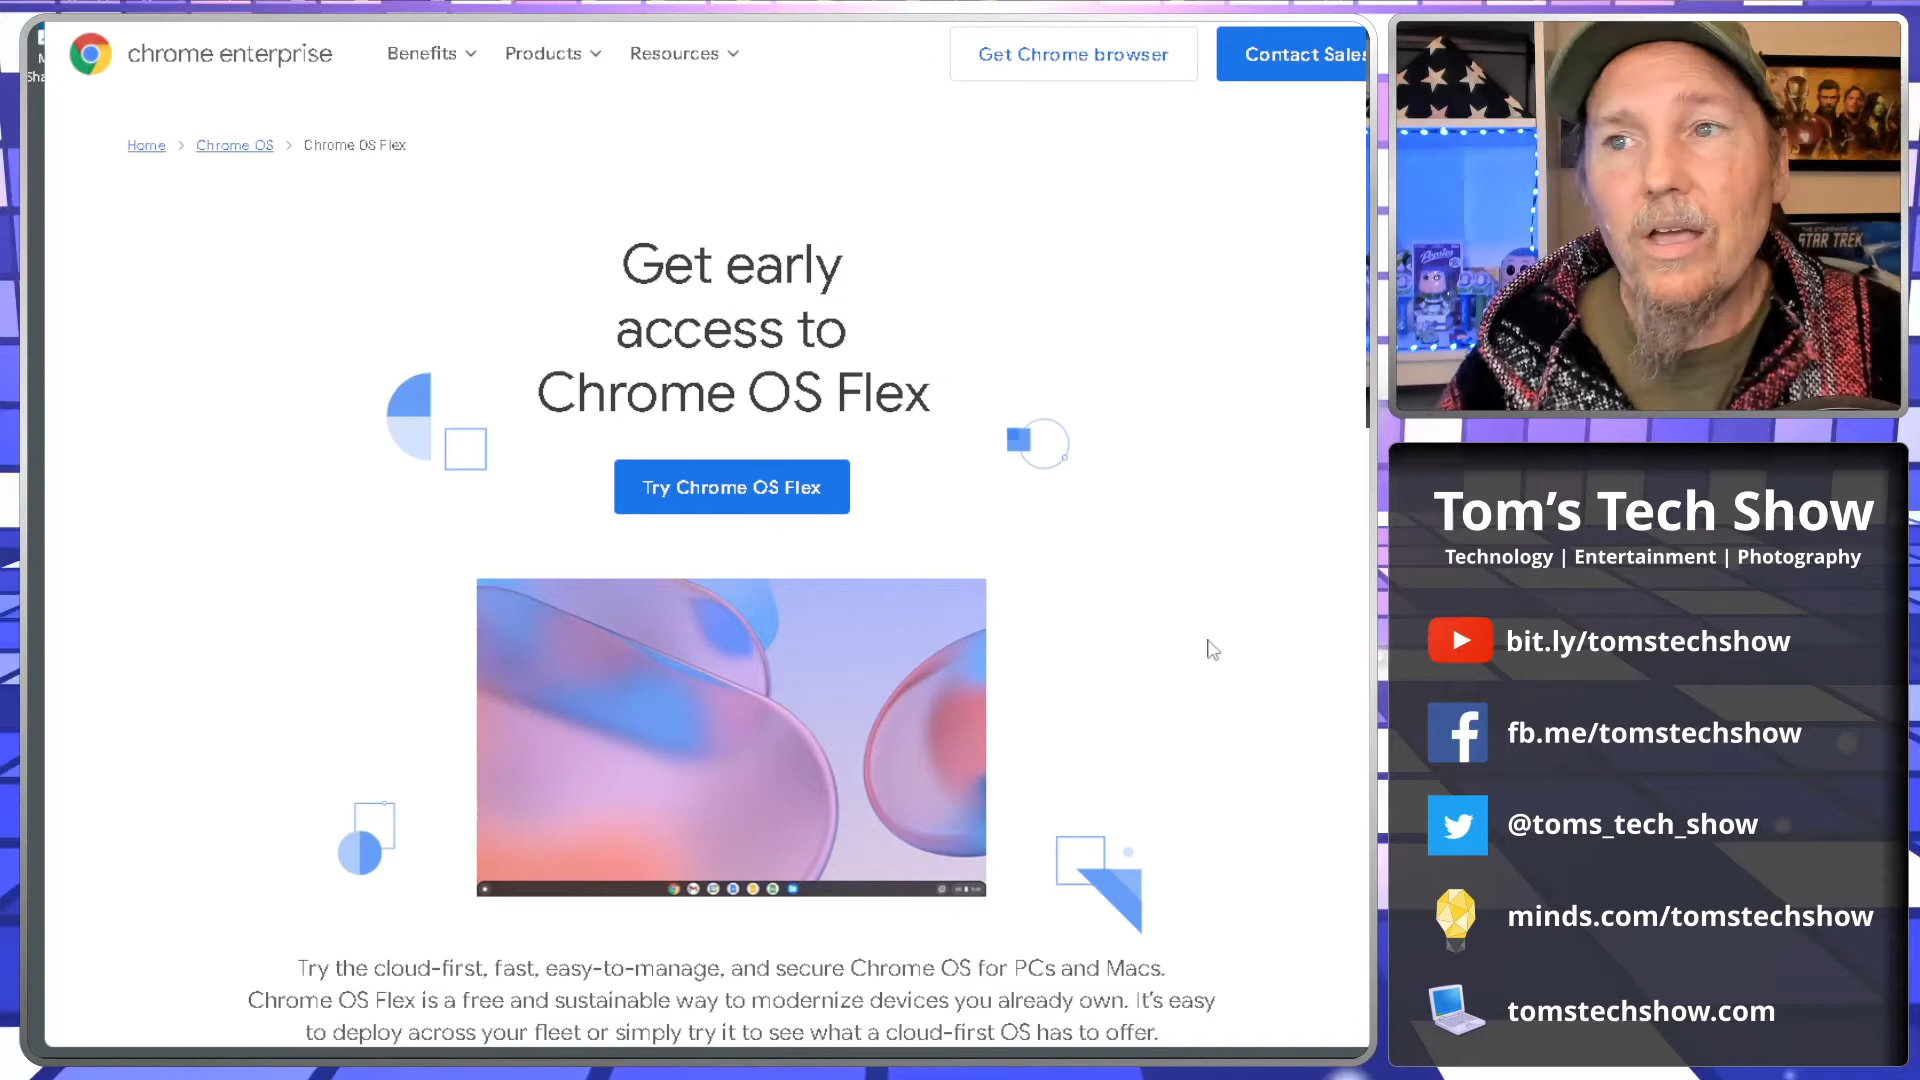 chrome enterprise
Benefits
Products
Resources
Get Chrome browser
Contact Sales
Home
Chrome OS
Chrome OS Flex
Get early
access to
Chrome OS Flex
Try Chrome OS Flex
Try the cloud-first, fast, easy-to-manage, and secure Chrome OS for PCs and Macs.
Chrome OS Flex is a free and sustainable way to modernize devices you already own. It's easy
to deploy across your fleet or simply try it to see what a cloud-first OS has to offer.
STAR TREK
Tom's Tech Show
Technology | Entertainment | Photography
bit.ly/tomstechshow
fb.me/tomstechshow
@toms_tech_show
minds.com/tomstechshow
tomstechshow.com